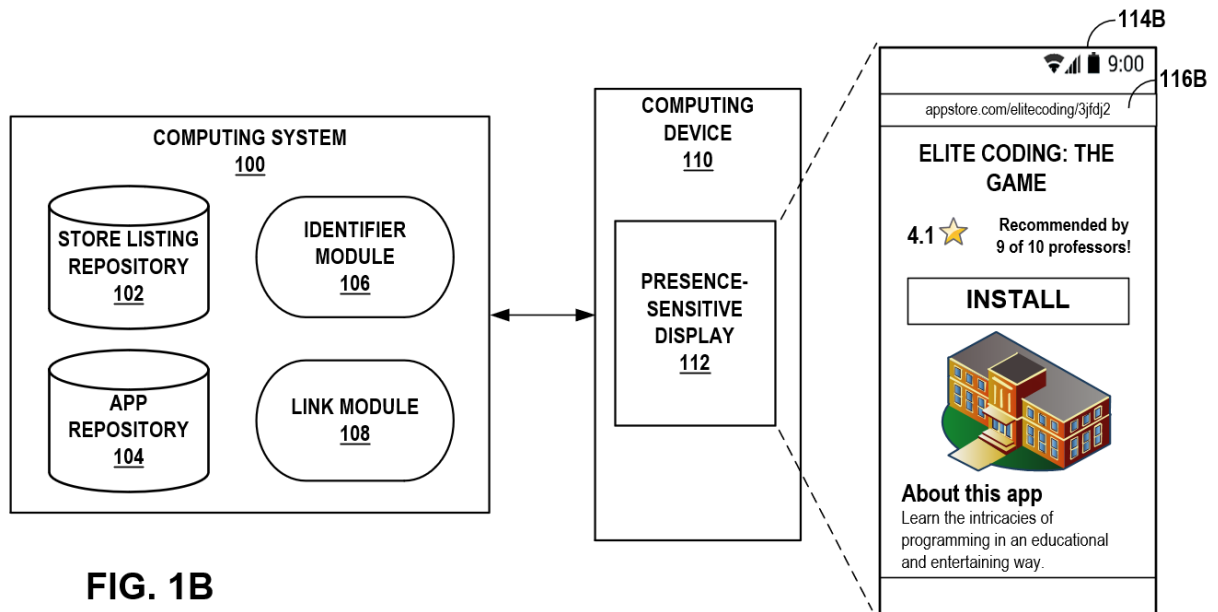 COMPUTING SYSTEM
100
STORE LISTING
REPOSITORY
102
IDENTIFIER
MODULE
106
APP
REPOSITORY
104
LINK MODULE
108
COMPUTING
DEVICE
110
PRESENCE-
SENSITIVE
DISPLAY
112
114B
9:00
116B
appstore.com/elitecoding/3jfdj2
ELITE CODING: THE
GAME
4.1
Recommended by
9 of 10 professors!
INSTALL
About this app
Learn the intricacies of
programming in an educational
and entertaining way.
FIG. 1B